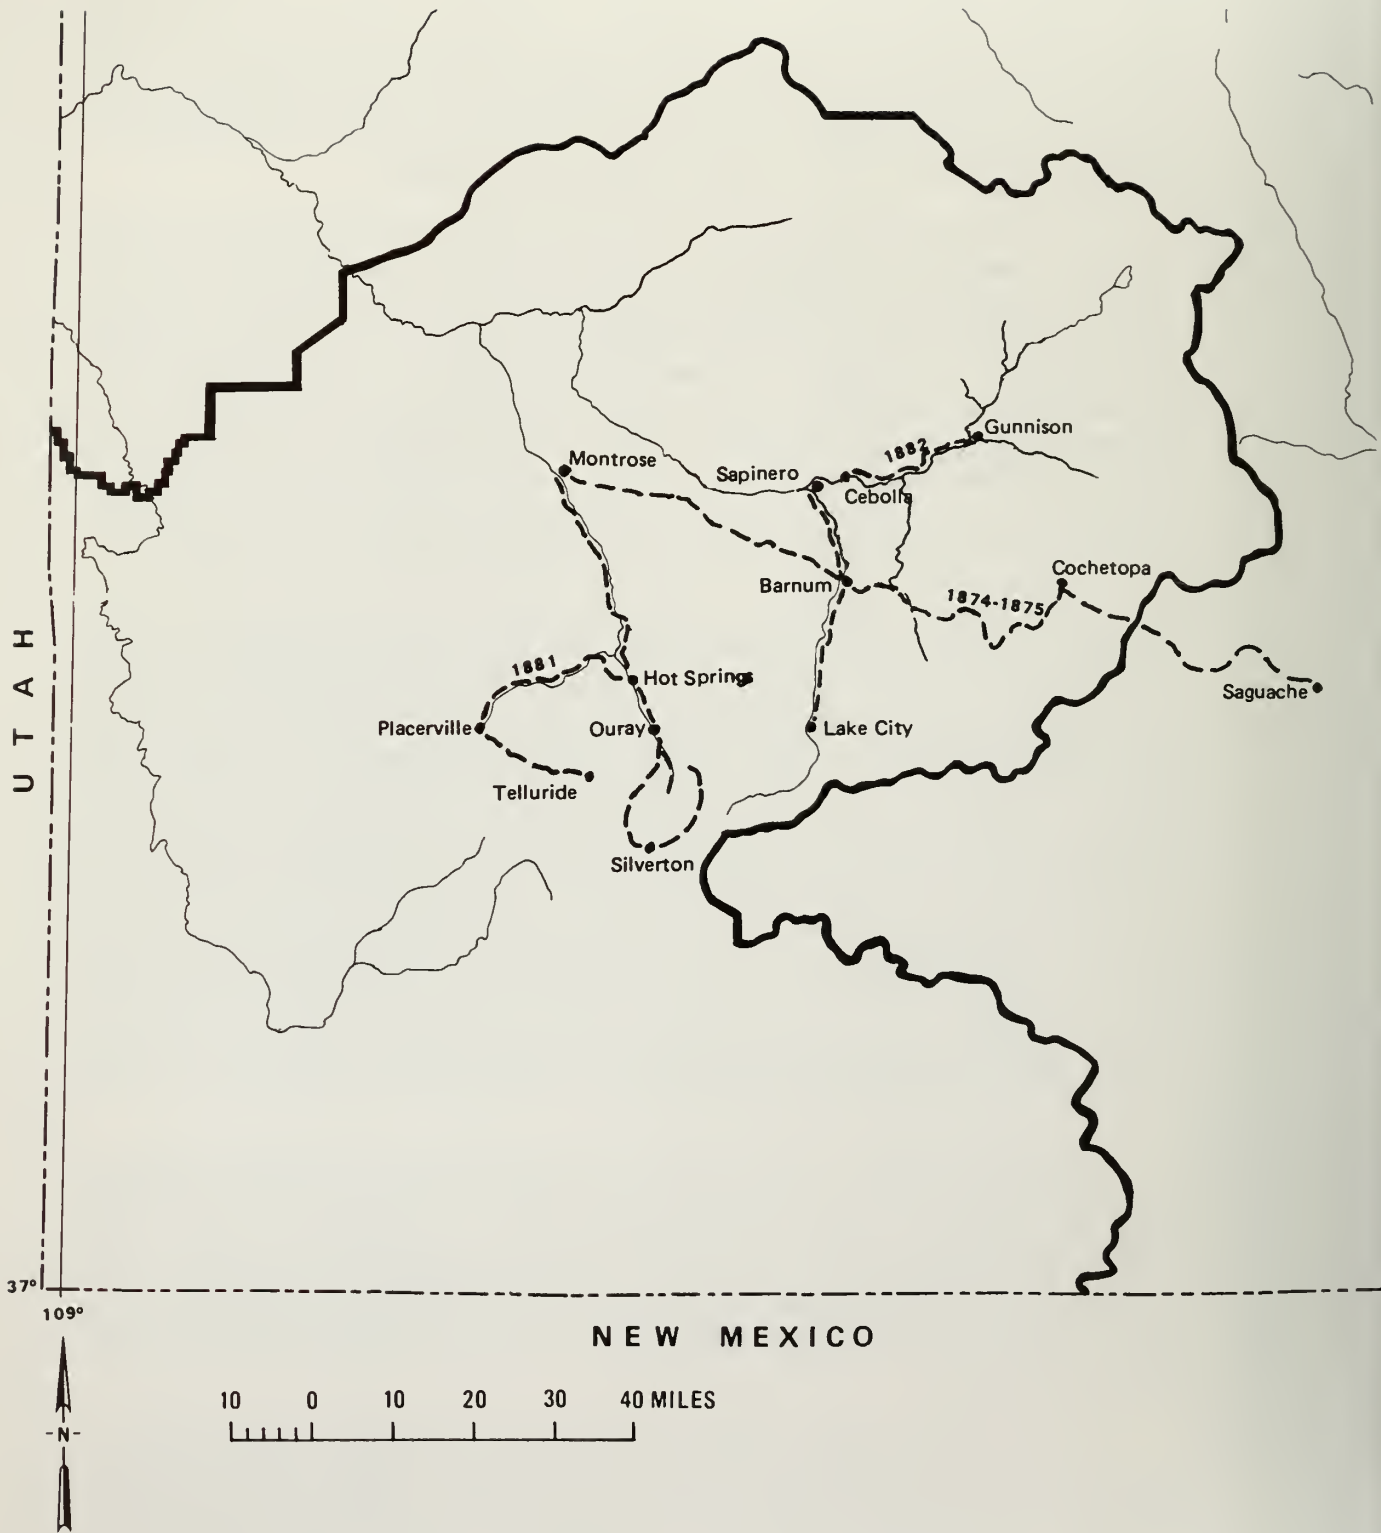 Gunnison
1882
Montrose
Sapinero
Cebolla
Cochetopa
Barnum
1874-1875
UTAH
1881
Hot Springs
Saguache
Placerville
Ouray
Lake City
Telluride
Silverton
37°
109°
NEW MEXICO
10 0 10 20 30 40 MILES
-N-